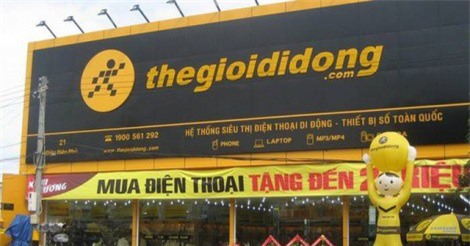 thegioididong
.com
1900 561 292
HỆ THỐNG SIÊU THỊ ĐIỆN THOẠI DI ĐỘNG - THIẾT BỊ SỐ TOÀN QUỐC
21
www.thegioididong.com
PHONE LAPTOP MP3/MP4
MUA ĐIỆN THOẠI TẶNG ĐẾN 2